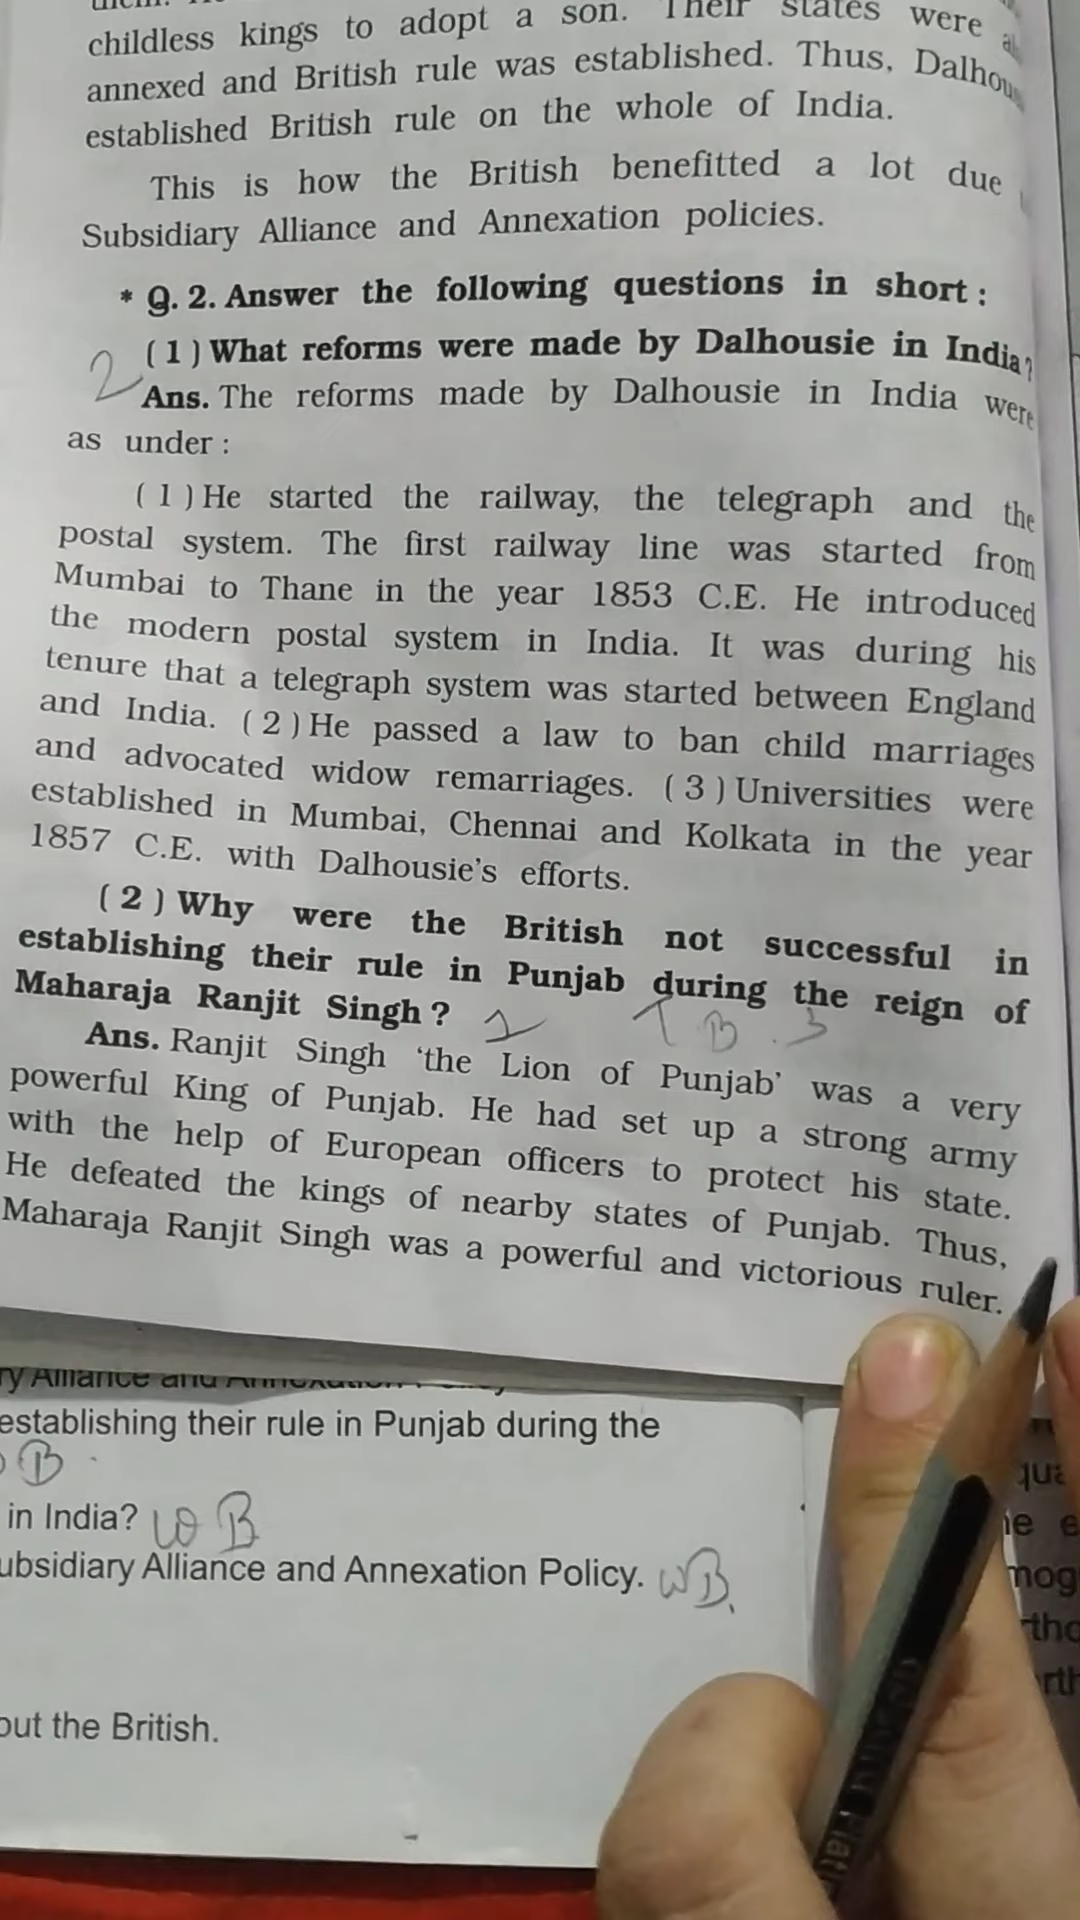 childless kings to adopt a son. Their states were
annexed and British rule was established. Thus, Dalhou
established British rule on the whole of India.
This is how the British benefitted a lot due
Subsidiary Alliance and Annexation policies.
* Q. 2. Answer the following questions in short :
( 1 ) What reforms were made by Dalhousie in India?
2
Ans. The reforms made by Dalhousie in India were
as under :
( 1 ) He started the railway, the telegraph and the
postal system. The first railway line was started from
Mumbai to Thane in the year 1853 C.E. He introduced
the modern postal system in India. It was during his
tenure that a telegraph system was started between England
and India. ( 2 ) He passed a law to ban child marriages
and advocated widow remarriages. ( 3 ) Universities were
established in Mumbai, Chennai and Kolkata in the year
1857 C.E. with Dalhousie's efforts.
( 2 ) Why were the British not successful in
establishing their rule in Punjab during the reign of
Maharaja Ranjit Singh ?
Ans. Ranjit Singh ‘the Lion of Punjab’ was a very
powerful King of Punjab. He had set up a strong army
with the help of European officers to protect his state.
He defeated the kings of nearby states of Punjab. Thus,
Maharaja Ranjit Singh was a powerful and victorious ruler.
ry Alliance and
establishing their rule in Punjab during the
B
in India? WB
ubsidiary Alliance and Annexation Policy. WB.
out the British.